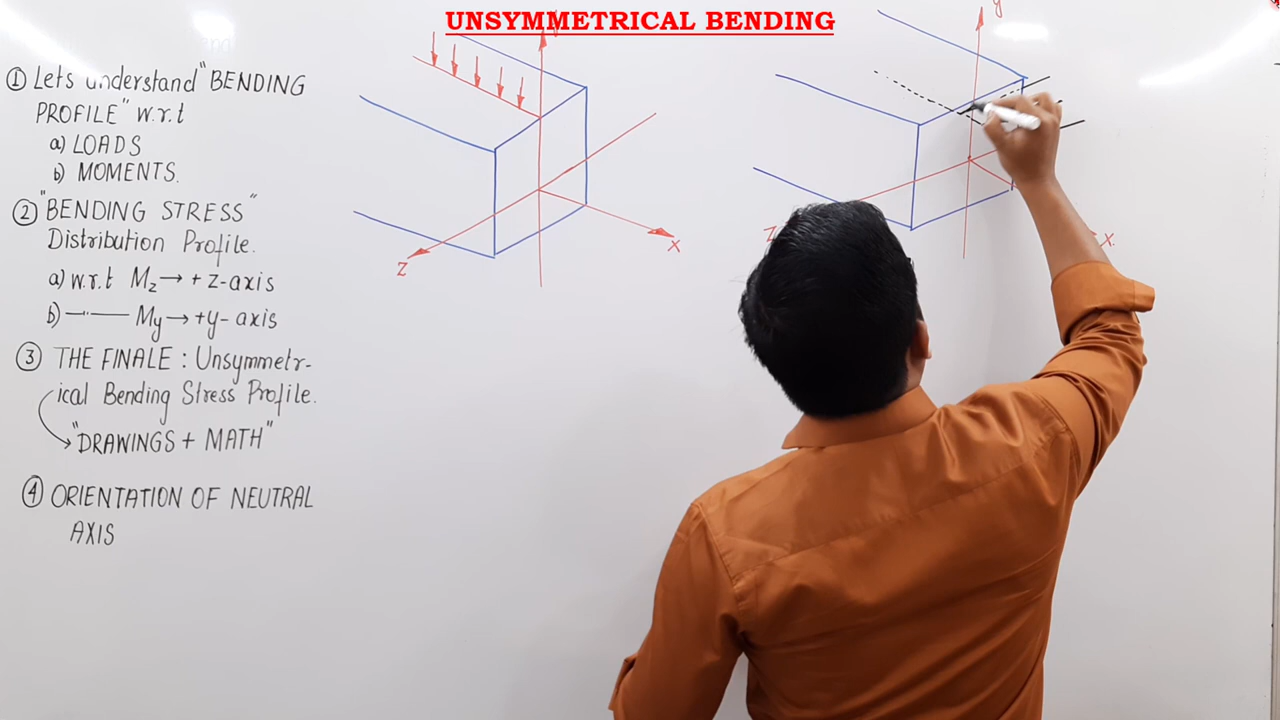 UNSYMMETRICAL BENDING
① Lets understand "BENDING
PROFILE" w.r.t
a) LOADS
b) MOMENTS.
② "BENDING STRESS"
Distribution Profile.
a) w.r.t Mz → + z-axis
b) —"— My → +y- axis
③ THE FINALE : Unsymmetr-
ical Bending Stress Profile.
"DRAWINGS + MATH"
④ ORIENTATION OF NEUTRAL
AXIS
z
x
y
z
x